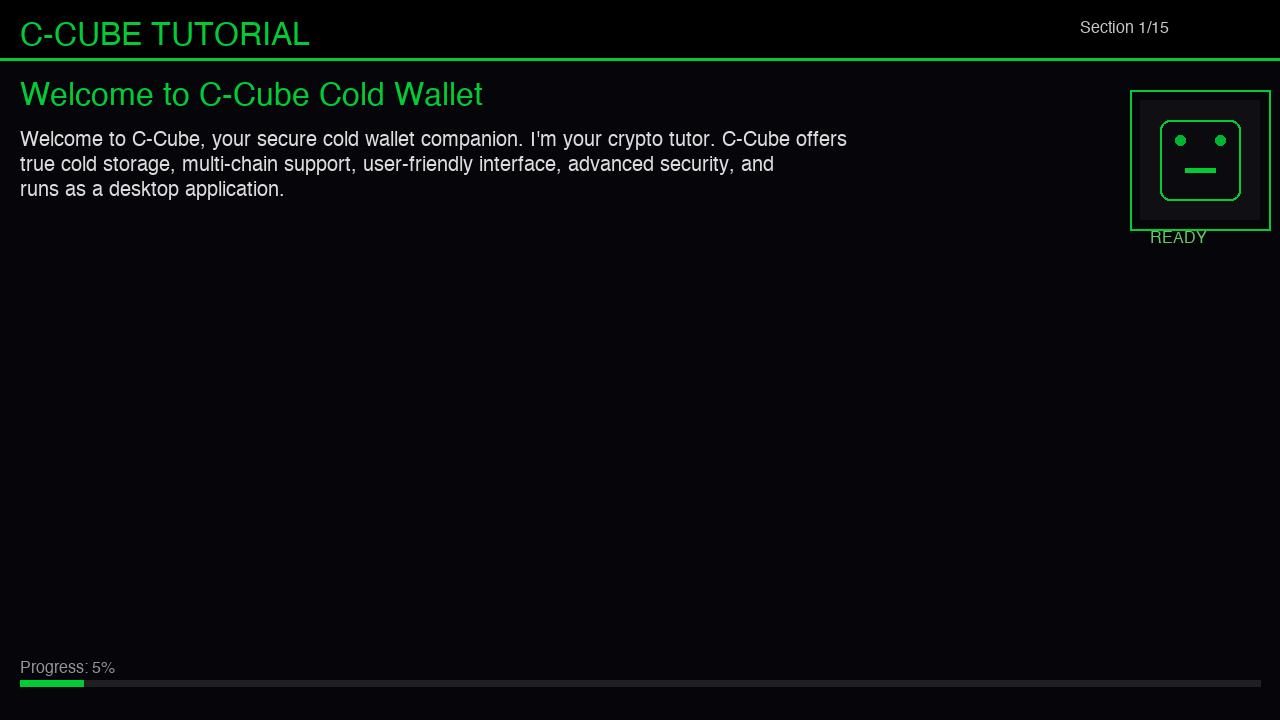 C-CUBE TUTORIAL
Section 1/15
Welcome to C-Cube Cold Wallet
Welcome to C-Cube, your secure cold wallet companion. I'm your crypto tutor. C-Cube offers
true cold storage, multi-chain support, user-friendly interface, advanced security, and
runs as a desktop application.
READY
Progress: 5%